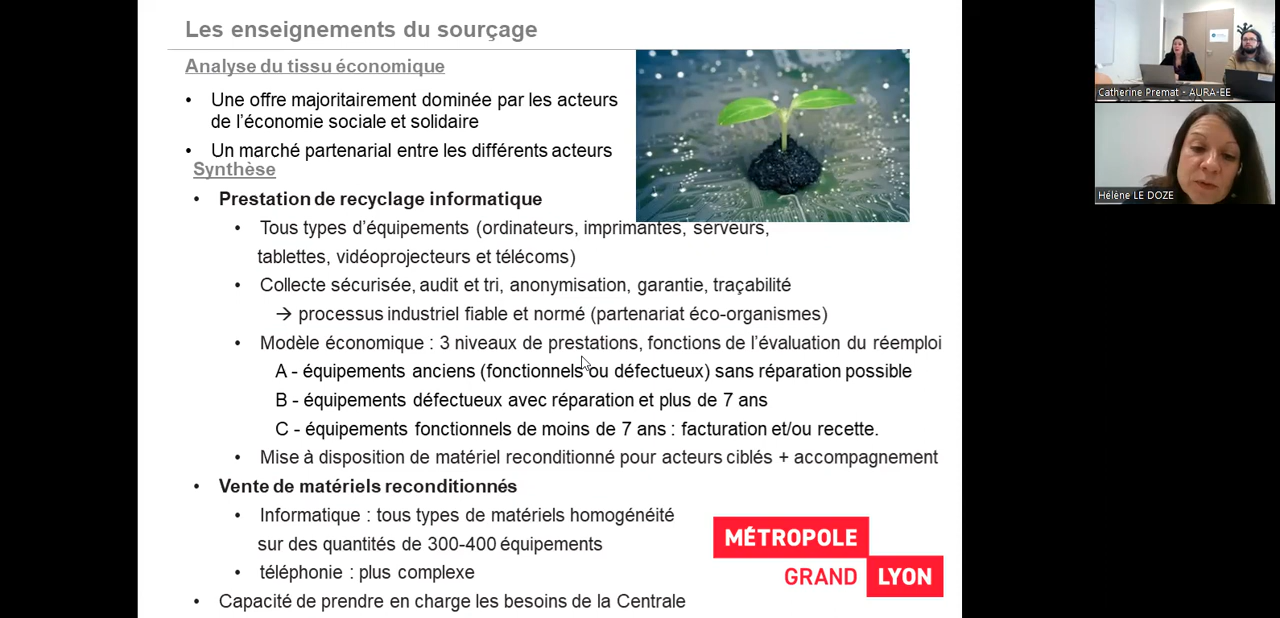 Les enseignements du sourçage
Analyse du tissu économique
• Une offre majoritairement dominée par les acteurs
de l'économie sociale et solidaire
• Un marché partenarial entre les différents acteurs
Synthèse
• Prestation de recyclage informatique
• Tous types d'équipements (ordinateurs, imprimantes, serveurs,
tablettes, vidéoprojecteurs et télécoms)
• Collecte sécurisée, audit et tri, anonymisation, garantie, traçabilité
→ processus industriel fiable et normé (partenariat éco-organismes)
• Modèle économique : 3 niveaux de prestations, fonctions de l'évaluation du réemploi
A - équipements anciens (fonctionnels ou défectueux) sans réparation possible
B - équipements défectueux avec réparation et plus de 7 ans
C - équipements fonctionnels de moins de 7 ans : facturation et/ou recette.
• Mise à disposition de matériel reconditionné pour acteurs ciblés + accompagnement
• Vente de matériels reconditionnés
• Informatique : tous types de matériels homogénéité
sur des quantités de 300-400 équipements
• téléphonie : plus complexe
• Capacité de prendre en charge les besoins de la Centrale
MÉTROPOLE
GRAND LYON
Catherine Premat - AURA-EE
Hélène LE DOZE